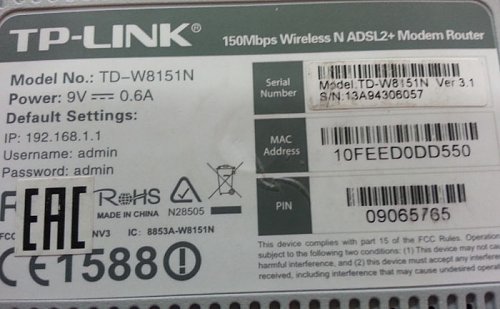 TP-LINK®
150Mbps Wireless N ADSL2+ Modem Router
Model No.: TD-W8151N
Power: 9V 0.6A
Default Settings:
IP: 192.168.1.1
Username: admin
Password: admin
Serial Number
Model.TD-W8151N Ver 3.1
S/N.13A94306057
MAC Address
10FEED0DD550
PIN
09065765
RoHS
MADE IN CHINA
N28505
EAC
FCC
NV3 IC: 8853A-W8151N
CE1588
This device complies with part 15 of the FCC Rules. Operation
subject to the following two conditions: (1) This device may not
harmful interference, and (2) this device must accept any interferen
received, including interference that may cause undesired operat